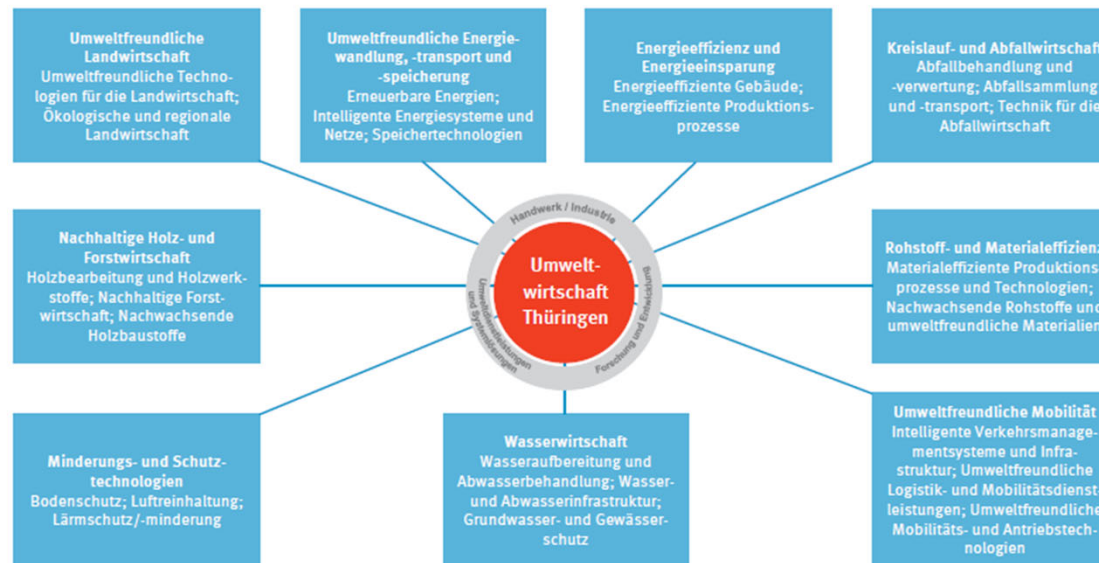 Umweltfreundliche
Landwirtschaft
Umweltfreundliche Techno-
logien für die Landwirtschaft;
Ökologische und regionale
Landwirtschaft
Umweltfreundliche Energie-
wandlung, -transport und
-speicherung
Erneuerbare Energien;
Intelligente Energiesysteme und
Netze; Speichertechnologien
Energieeffizienz und
Energieeinsparung
Energieeffiziente Gebäude;
Energieeffiziente Produktions-
prozesse
Kreislauf- und Abfallwirtschaft
Abfallbehandlung und
-verwertung; Abfallsammlung
und -transport; Technik für die
Abfallwirtschaft
Nachhaltige Holz- und
Forstwirtschaft
Holzbearbeitung und Holzwerk-
stoffe; Nachhaltige Forst-
wirtschaft; Nachwachsende
Holzbaustoffe
Handwerk / Industrie
Umweltdienstleistungen
und Systemlösungen
Forschung und Entwicklung
Umwelt-
wirtschaft
Thüringen
Rohstoff- und Materialeffizienz
Materialeffiziente Produktions-
prozesse und Technologien;
Nachwachsende Rohstoffe und
umweltfreundliche Materialien
Minderungs- und Schutz-
technologien
Bodenschutz; Luftreinhaltung;
Lärmschutz/-minderung
Wasserwirtschaft
Wasseraufbereitung und
Abwasserbehandlung; Wasser-
und Abwasserinfrastruktur;
Grundwasser- und Gewässer-
schutz
Umweltfreundliche Mobilität
Intelligente Verkehrsmanage-
mentsysteme und Infra-
struktur; Umweltfreundliche
Logistik- und Mobilitätsdienst-
leistungen; Umweltfreundliche
Mobilitäts- und Antriebstech-
nologien